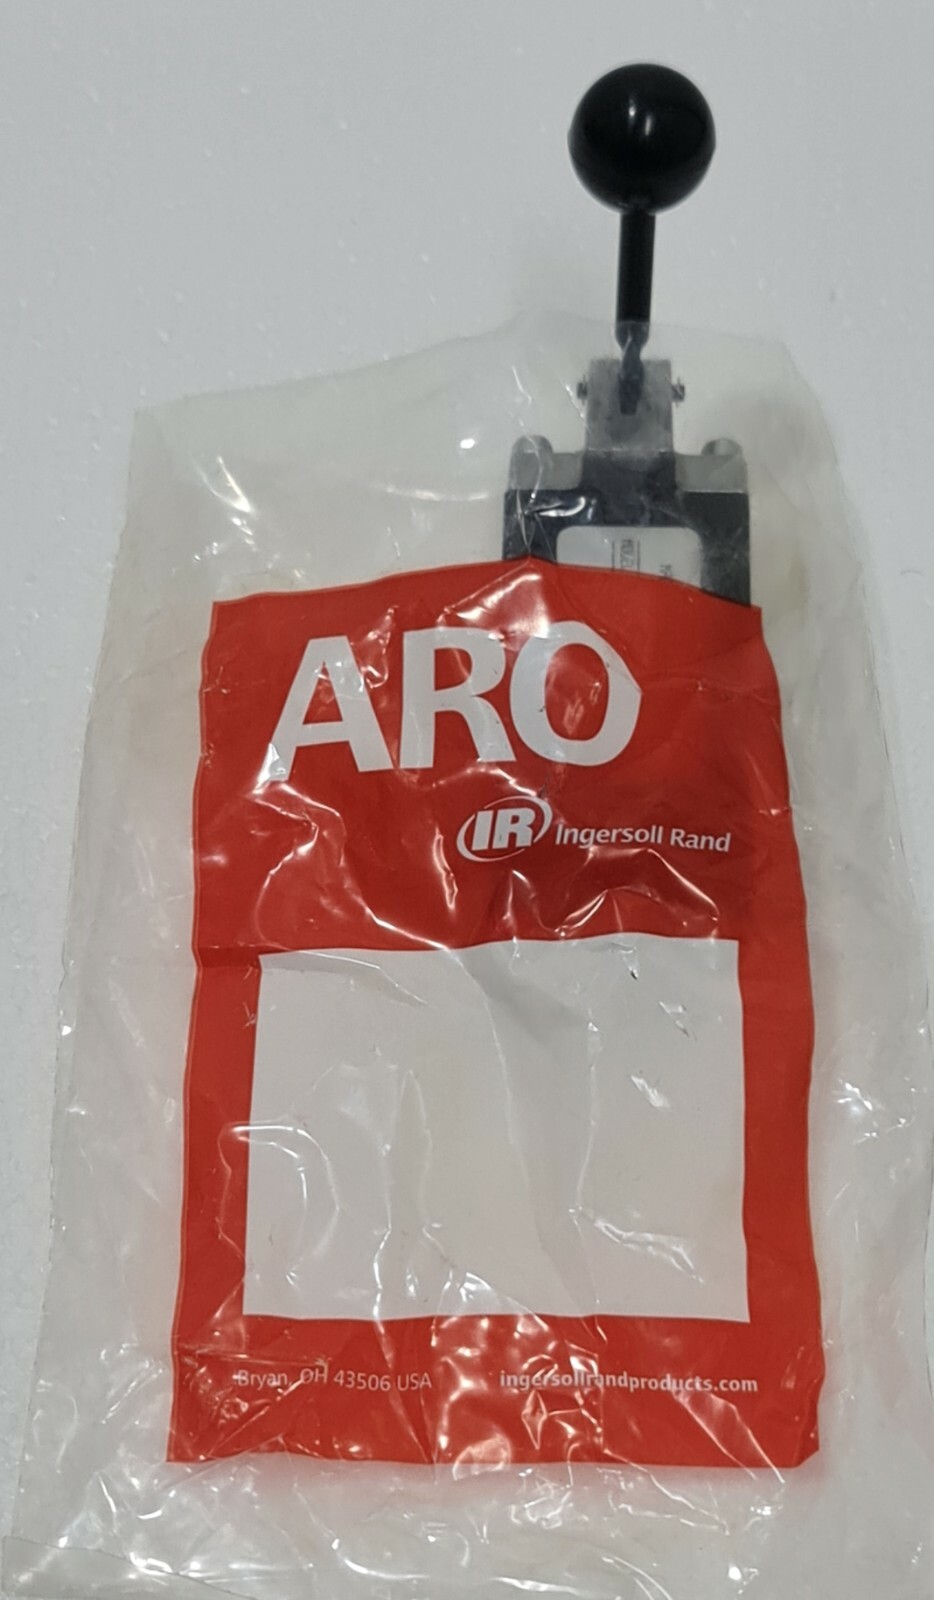 ARO
IR Ingersoll Rand
Bryan, OH 43506 USA
ingersollrandproducts.com